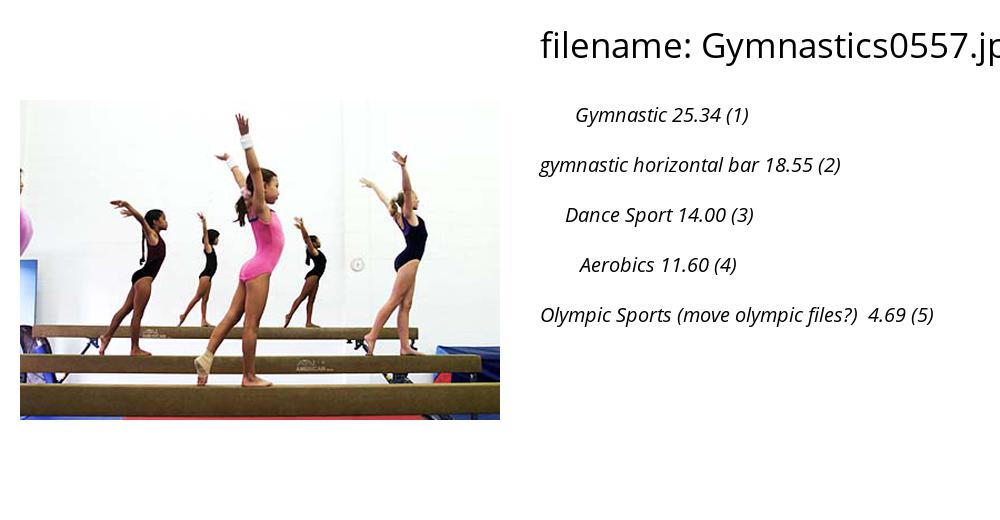 filename: Gymnastics0557.jp
Gymnastic 25.34 (1)
gymnastic horizontal bar 18.55 (2)
Dance Sport 14.00 (3)
Aerobics 11.60 (4)
Olympic Sports (move olympic files?)  4.69 (5)
AMERICAN